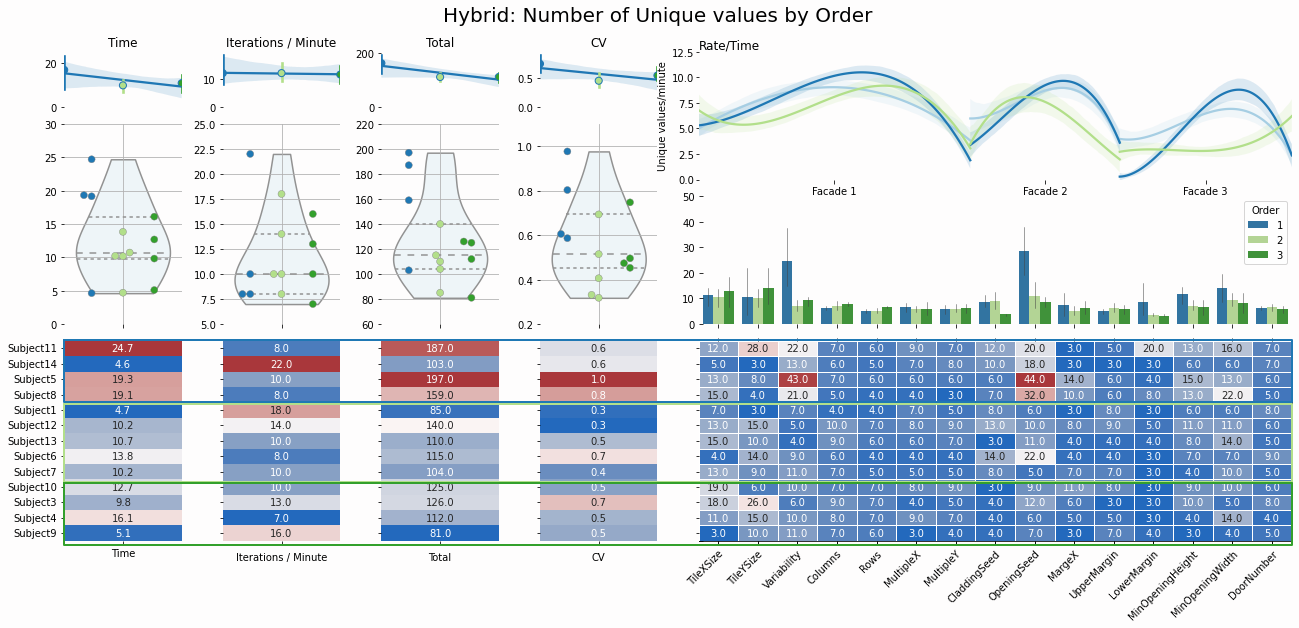 Hybrid: Number of Unique values by Order
Time
Iterations / Minute
Total
CV
Rate/Time
20
0
10
0
200
0
0.5
0.0
12.5
10.0
7.5
5.0
2.5
0.0
Unique values/minute
Facade 1
Facade 2
Facade 3
30
25
20
15
10
5
0
25.0
22.5
20.0
17.5
15.0
12.5
10.0
7.5
5.0
220
200
180
160
140
120
100
80
60
1.0
0.8
0.6
0.4
0.2
50
40
30
20
10
0
Order
1
2
3
Subject11 24.7 8.0 187.0 0.6 12.0 28.0 22.0 7.0 6.0 9.0 7.0 12.0 20.0 3.0 5.0 20.0 13.0 16.0 7.0
Subject14 4.6 22.0 103.0 0.6 5.0 3.0 13.0 6.0 5.0 7.0 8.0 10.0 18.0 3.0 3.0 3.0 6.0 6.0 7.0
Subject5 19.3 10.0 197.0 1.0 13.0 8.0 43.0 7.0 6.0 6.0 6.0 6.0 44.0 14.0 6.0 4.0 15.0 13.0 6.0
Subject8 19.1 8.0 159.0 0.8 15.0 4.0 21.0 5.0 4.0 4.0 3.0 7.0 32.0 10.0 6.0 8.0 13.0 22.0 5.0
Subject1 4.7 18.0 85.0 0.3 7.0 3.0 7.0 4.0 4.0 7.0 5.0 8.0 6.0 3.0 8.0 3.0 6.0 6.0 8.0
Subject12 10.2 14.0 140.0 0.3 13.0 15.0 5.0 10.0 7.0 8.0 9.0 13.0 10.0 8.0 9.0 5.0 11.0 11.0 6.0
Subject13 10.7 10.0 110.0 0.5 15.0 10.0 4.0 9.0 6.0 6.0 7.0 3.0 11.0 4.0 4.0 4.0 8.0 14.0 5.0
Subject6 13.8 8.0 115.0 0.7 4.0 14.0 9.0 6.0 4.0 4.0 4.0 14.0 22.0 4.0 4.0 3.0 7.0 7.0 9.0
Subject7 10.2 10.0 104.0 0.4 13.0 9.0 11.0 7.0 5.0 5.0 5.0 8.0 5.0 7.0 7.0 3.0 4.0 10.0 5.0
Subject10 12.7 10.0 125.0 0.5 19.0 6.0 10.0 7.0 7.0 8.0 9.0 3.0 9.0 11.0 8.0 3.0 9.0 10.0 6.0
Subject3 9.8 13.0 126.0 0.7 18.0 26.0 6.0 9.0 7.0 4.0 5.0 4.0 12.0 6.0 3.0 3.0 10.0 5.0 8.0
Subject4 16.1 7.0 112.0 0.5 11.0 15.0 10.0 8.0 7.0 9.0 7.0 4.0 6.0 5.0 5.0 3.0 4.0 14.0 4.0
Subject9 5.1 16.0 81.0 0.5 3.0 10.0 11.0 7.0 6.0 5.0 4.0 4.0 7.0 3.0 7.0 4.0 3.0 4.0 5.0
Time
Iterations / Minute
Total
CV
TileXSize
TileYSize
Variability
Columns
Rows
MultipleX
MultipleY
CladdingSeed
OpeningSeed
MargeX
UpperMargin
LowerMargin
MinOpeningHeight
MinOpeningWidth
DoorNumber